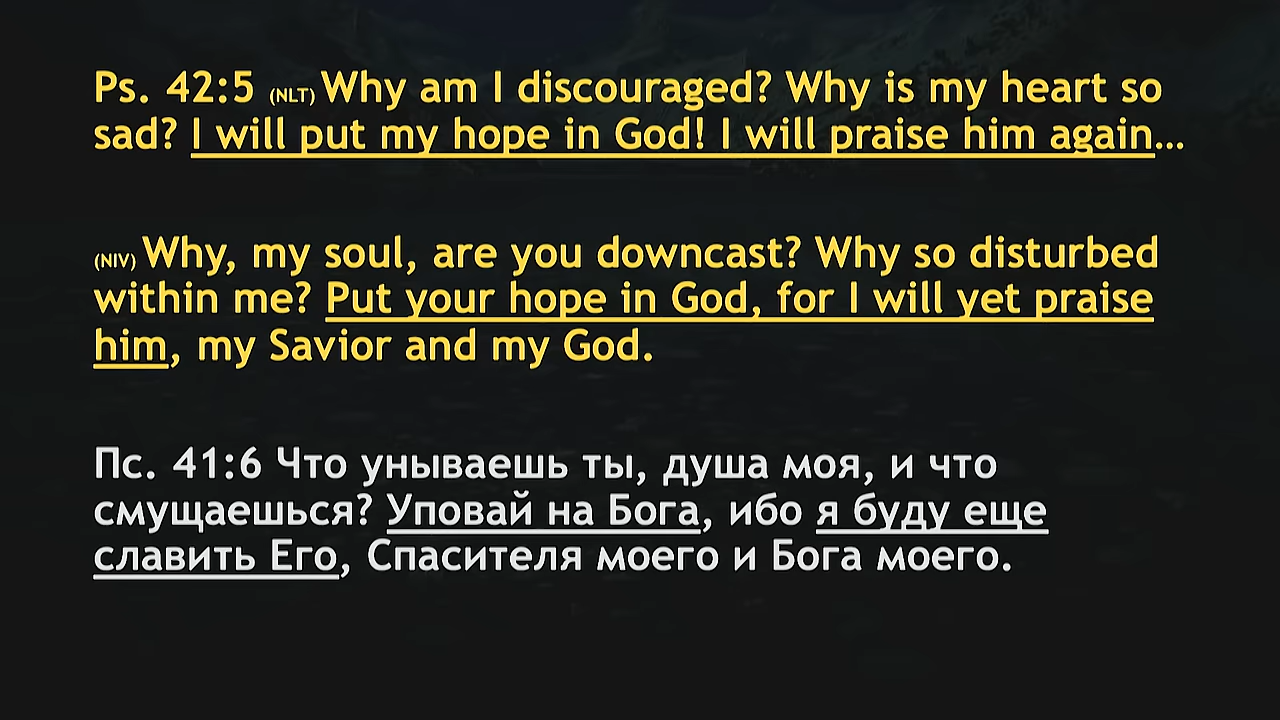 Ps. 42:5 (NLT) Why am I discouraged? Why is my heart so
sad? I will put my hope in God! I will praise him again…
(NIV) Why, my soul, are you downcast? Why so disturbed
within me? Put your hope in God, for I will yet praise
him, my Savior and my God.
Пс. 41:6 Что унываешь ты, душа моя, и что
смущаешься? Уповай на Бога, ибо я буду еще
славить Его, Спасителя моего и Бога моего.